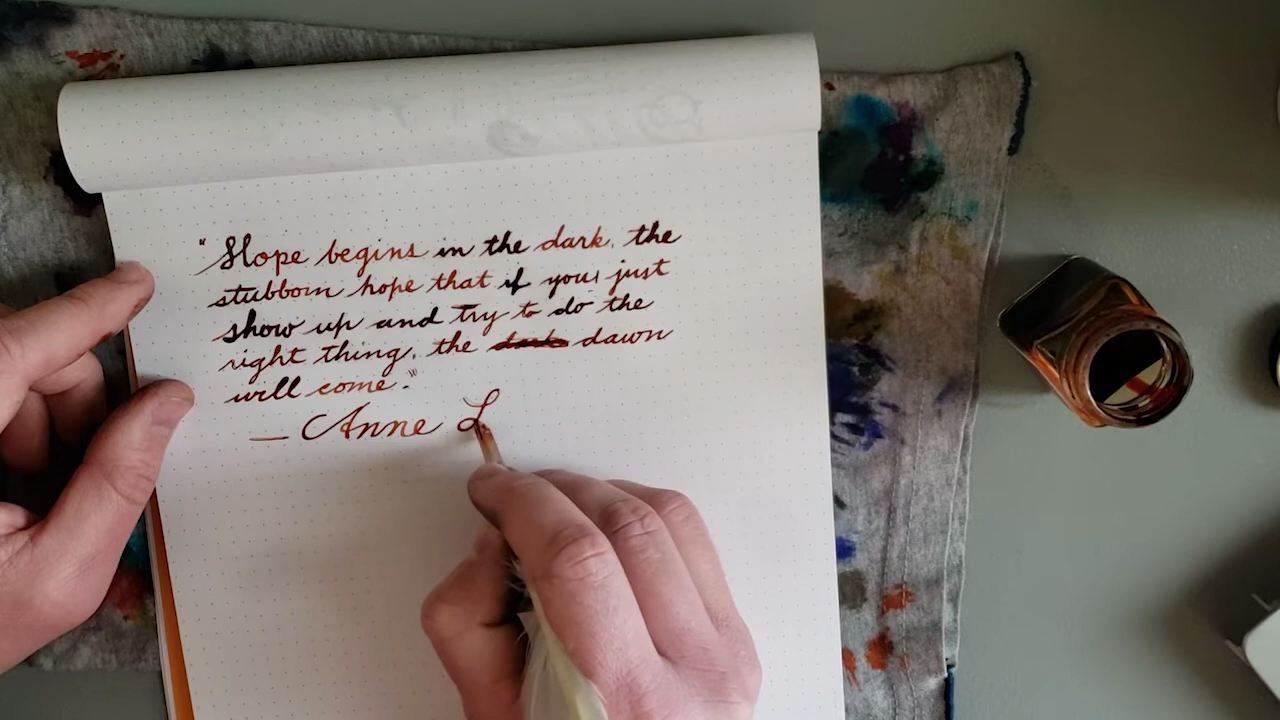 "Hope begins in the dark, the
stubborn hope that if you just
show up and try to do the
right thing, the dark dawn
will come."
— Anne L